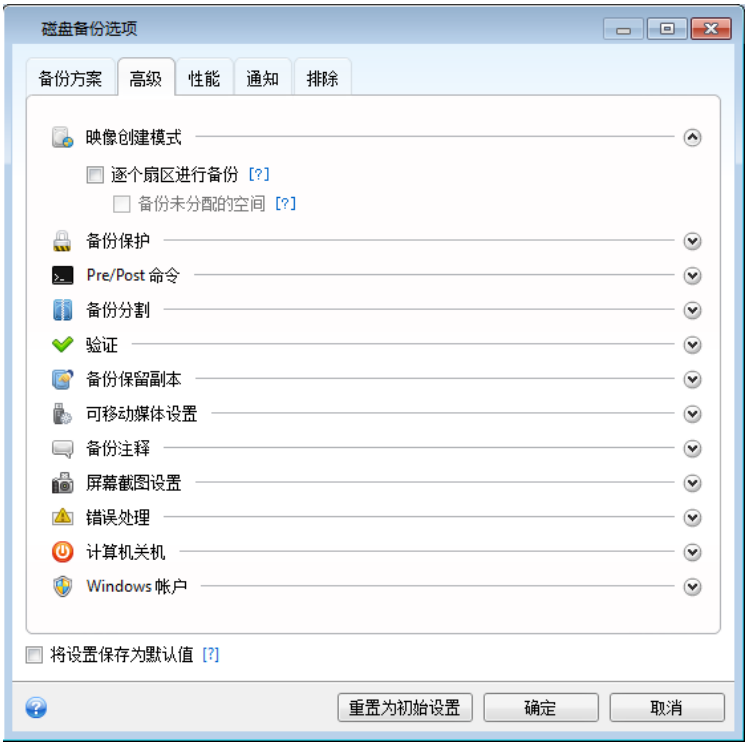 磁盘备份选项
备份方案 高级 性能 通知 排除
映像创建模式
逐个扇区进行备份 [?]
备份未分配的空间 [?]
备份保护
Pre/Post 命令
备份分割
验证
备份保留副本
可移动媒体设置
备份注释
屏幕截图设置
错误处理
计算机关机
Windows 帐户
将设置保存为默认值 [?]
重置为初始设置 确定 取消